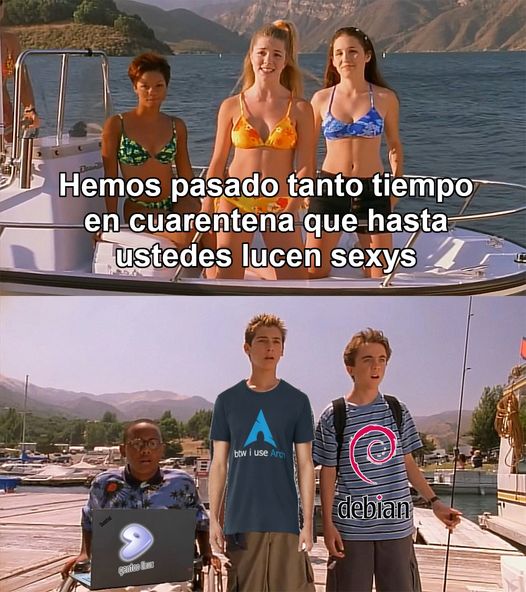 Hemos pasado tanto tiempo
en cuarentena que hasta
ustedes lucen sexys
btw i use Arch
debian
gentoo linux